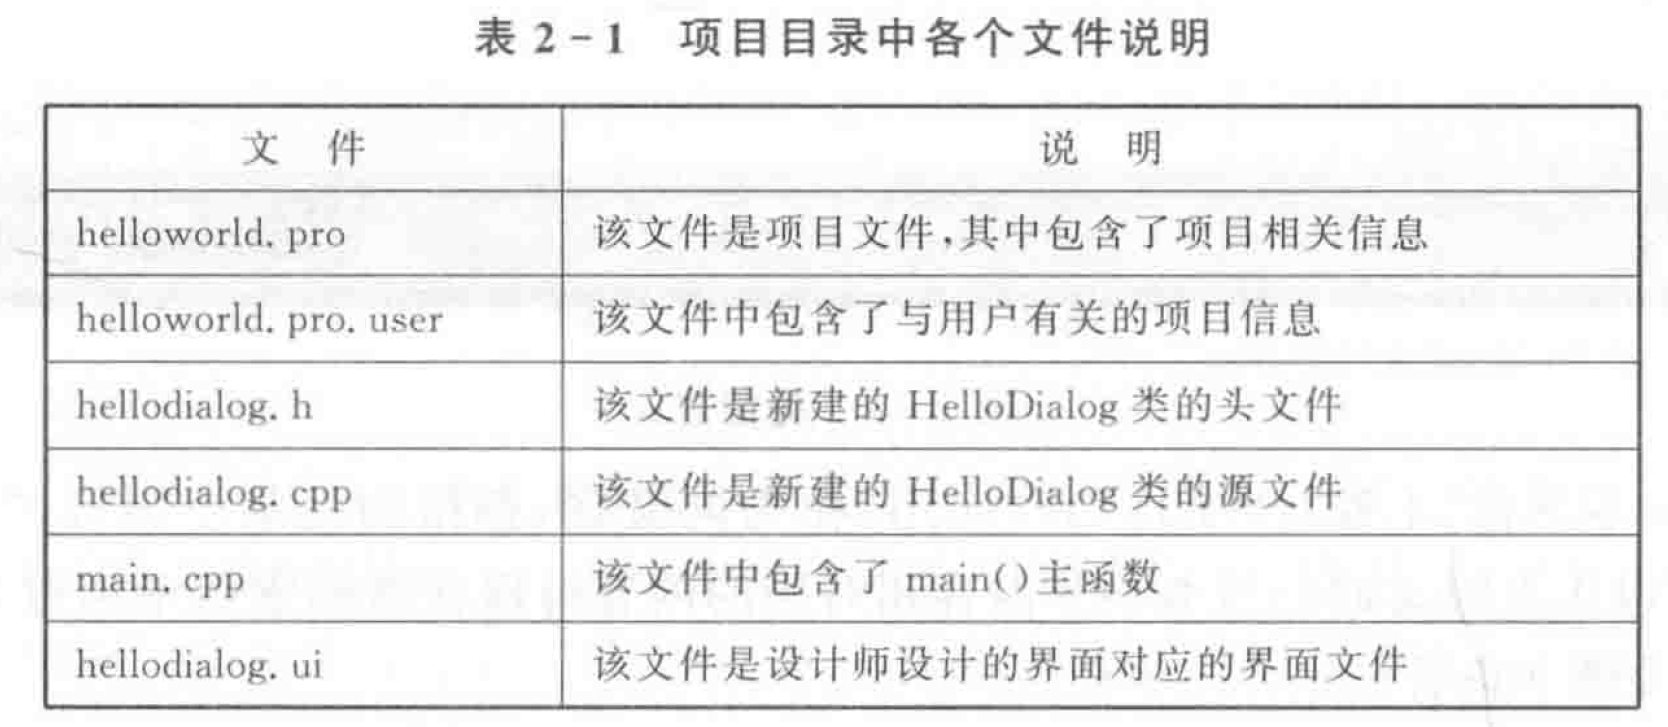 表 2-1 项目目录中各个文件说明
文 件 说 明
helloworld.pro 该文件是项目文件,其中包含了项目相关信息
helloworld.pro.user 该文件中包含了与用户有关的项目信息
hellodialog.h 该文件是新建的 HelloDialog 类的头文件
hellodialog.cpp 该文件是新建的 HelloDialog 类的源文件
main.cpp 该文件中包含了 main()主函数
hellodialog.ui 该文件是设计师设计的界面对应的界面文件